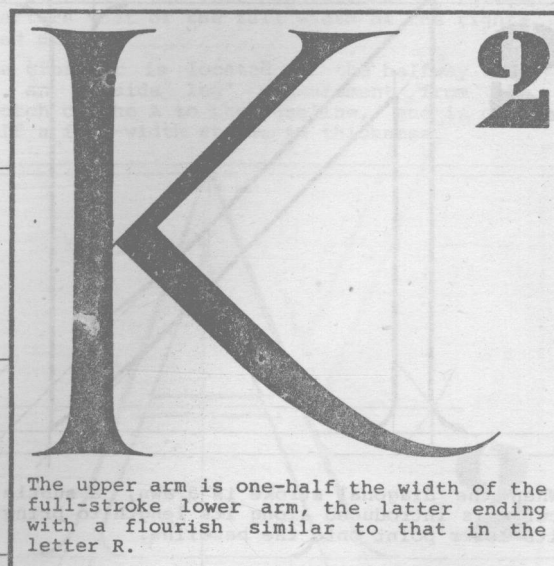 K 2
The upper arm is one-half the width of the
full-stroke lower arm, the latter ending
with a flourish similar to that in the
letter R.